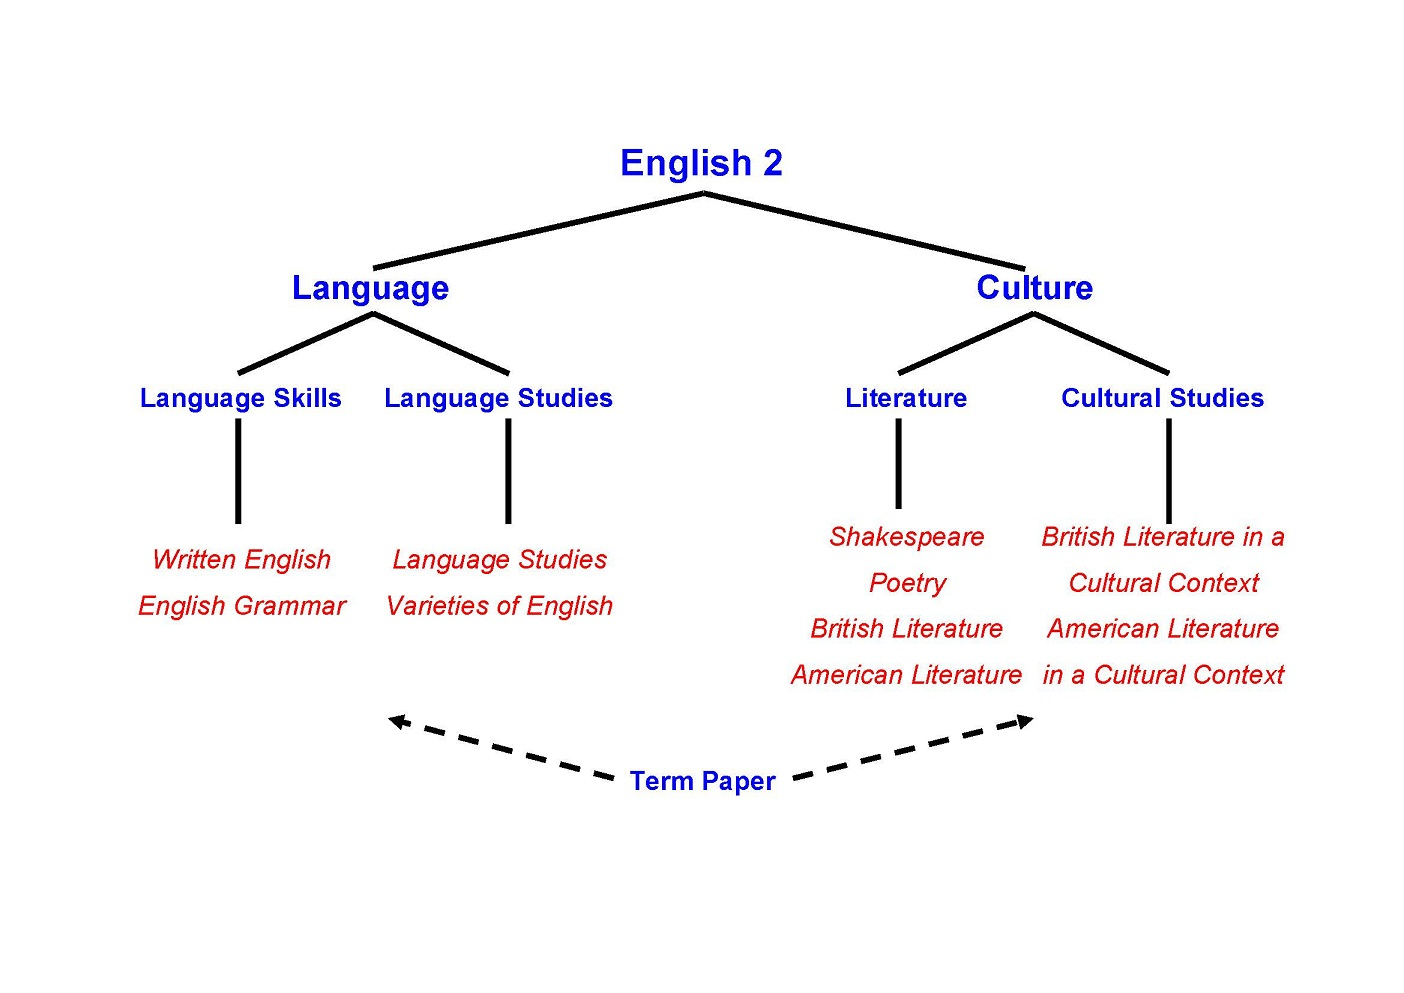 English 2
Language
Culture
Language Skills
Language Studies
Literature
Cultural Studies
Written English
English Grammar
Language Studies
Varieties of English
Shakespeare
Poetry
British Literature
American Literature
British Literature in a
Cultural Context
American Literature
in a Cultural Context
Term Paper